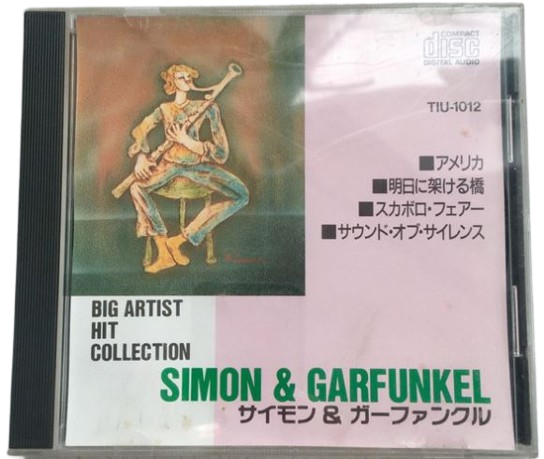 COMPACT
disc
DIGITAL AUDIO
TIU-1012
■アメリカ
■明日に架ける橋
■スカボロ・フェアー
■サウンド・オブ・サイレンス
BIG ARTIST
HIT
COLLECTION
SIMON & GARFUNKEL
サイモン & ガーファンクル